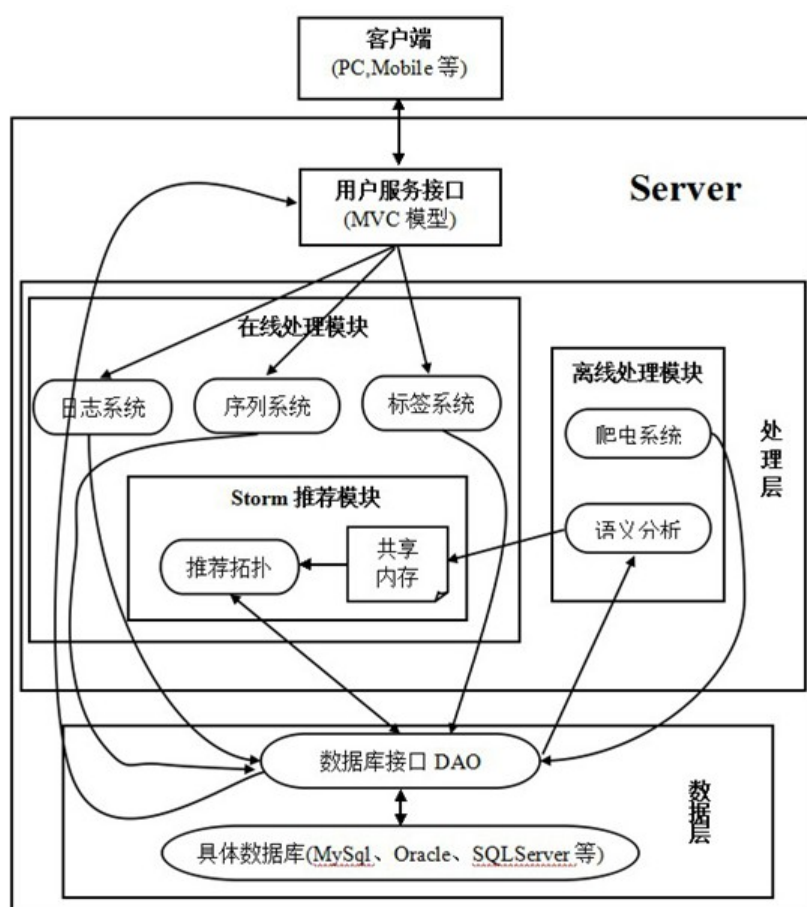 客户端
(PC,Mobile 等)
用户服务接口
(MVC 模型)
Server
在线处理模块
日志系统
序列系统
标签系统
离线处理模块
爬虫系统
语义分析
处理层
Storm 推荐模块
推荐拓扑
共享
内存
数据库接口 DAO
数据层
具体数据库(MySql、Oracle、SQLServer 等)